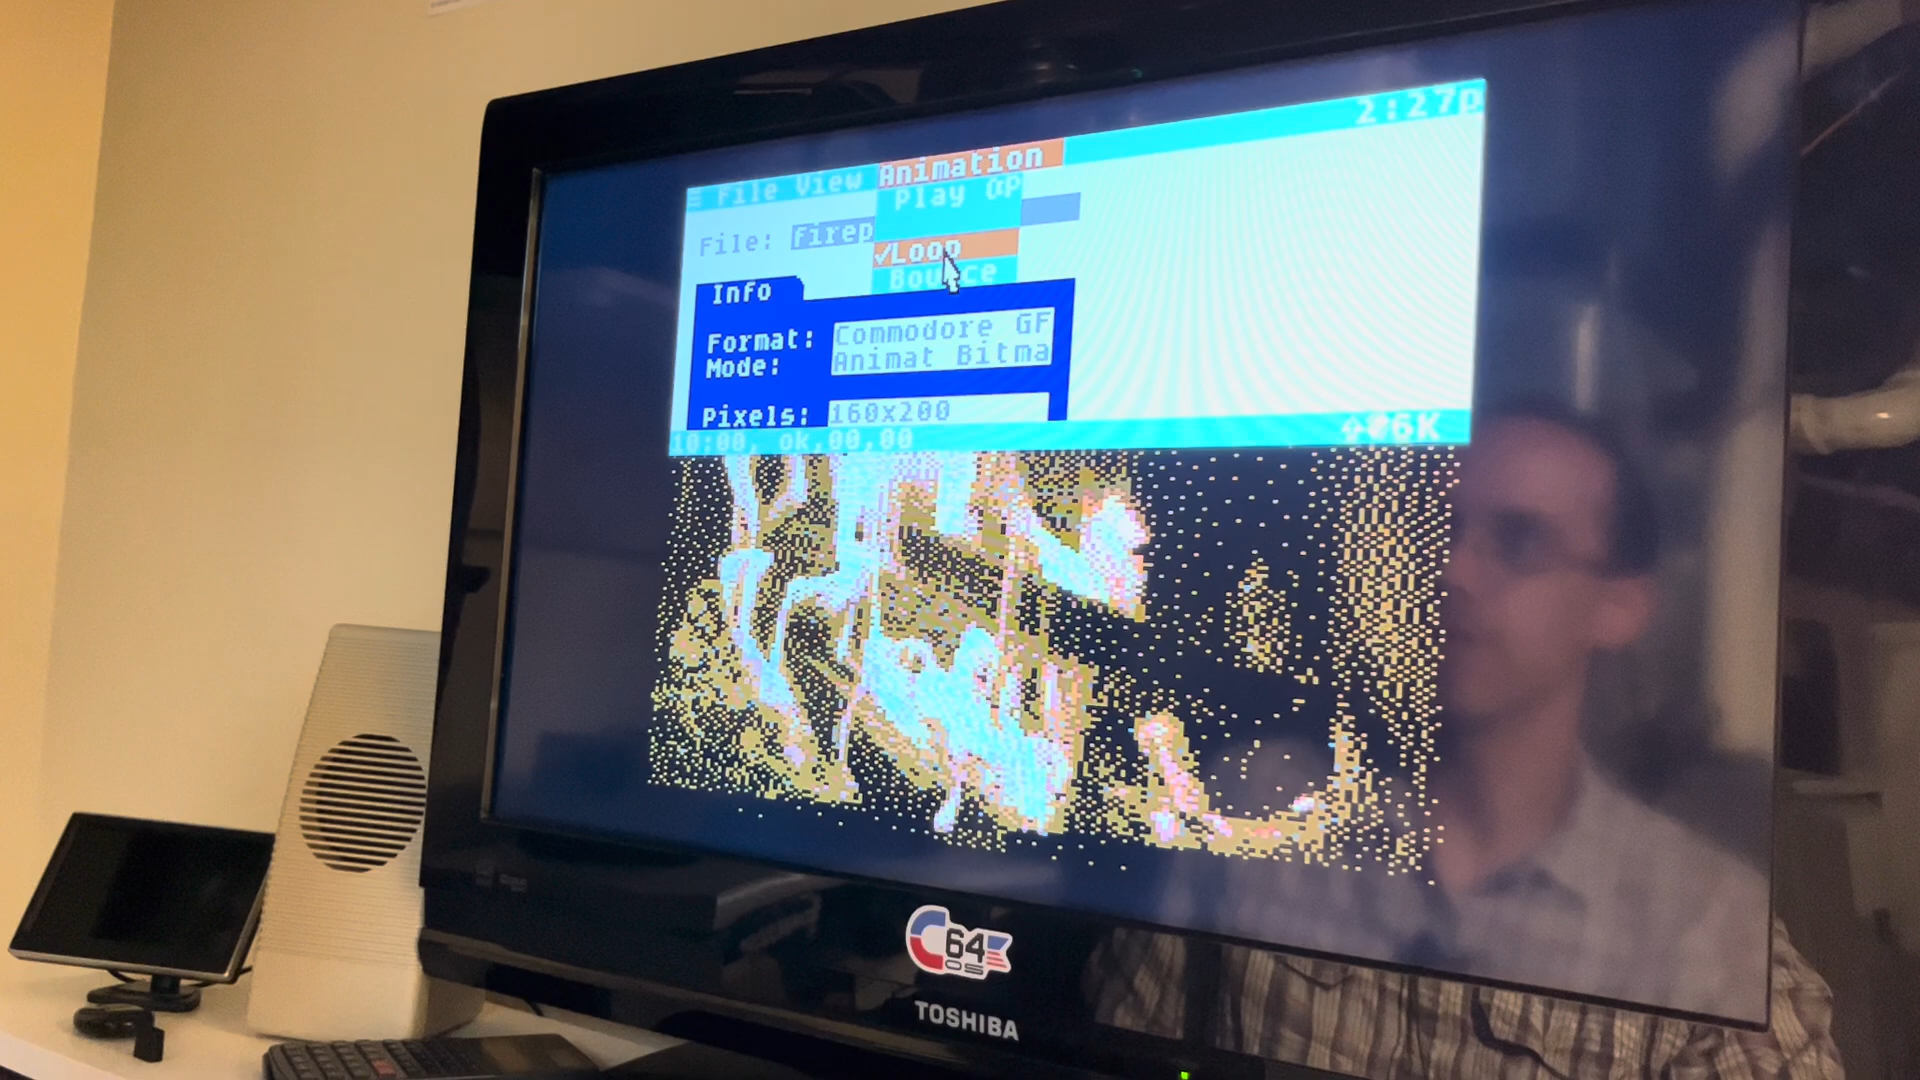 2:27p
File View Animation
Play
File: Firep
✓Loop
Bounce
Info
Format: Commodore GF
Mode: Animat Bitma
Pixels: 160x200
10:00, ok,00,00
6K
C64
OS
TOSHIBA